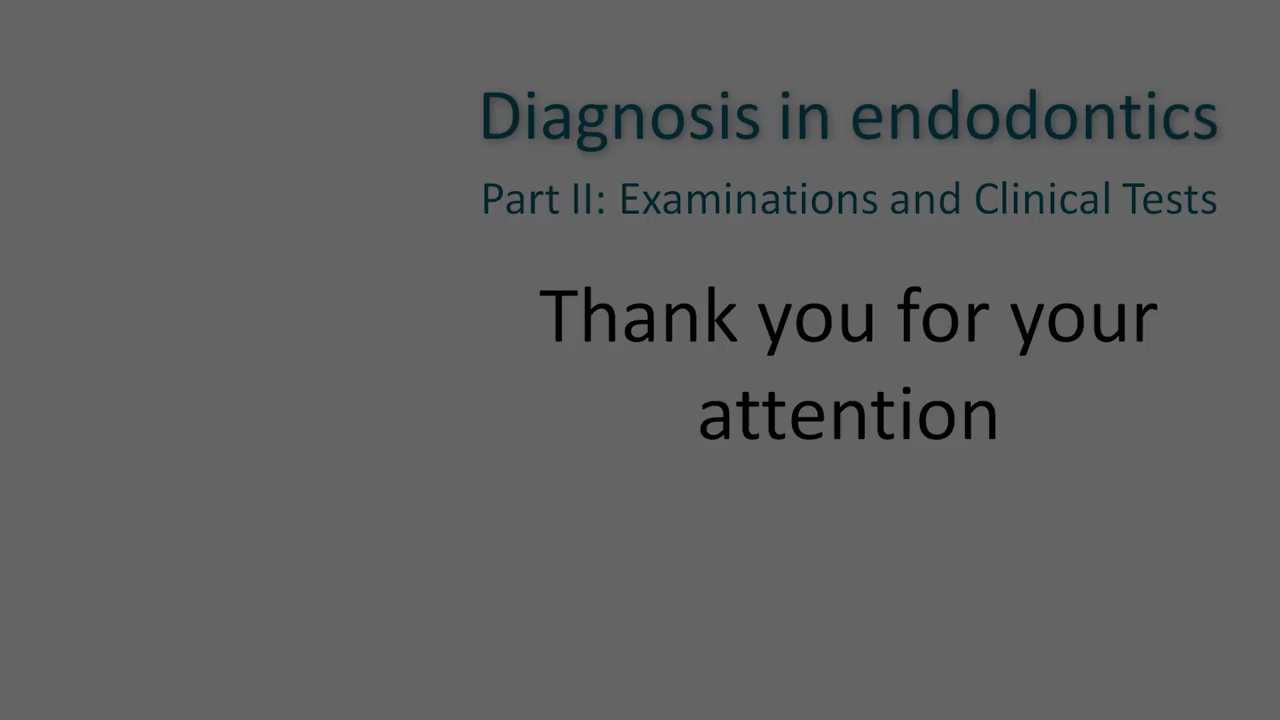 Diagnosis in endodontics
Part II: Examinations and Clinical Tests
Thank you for your
attention